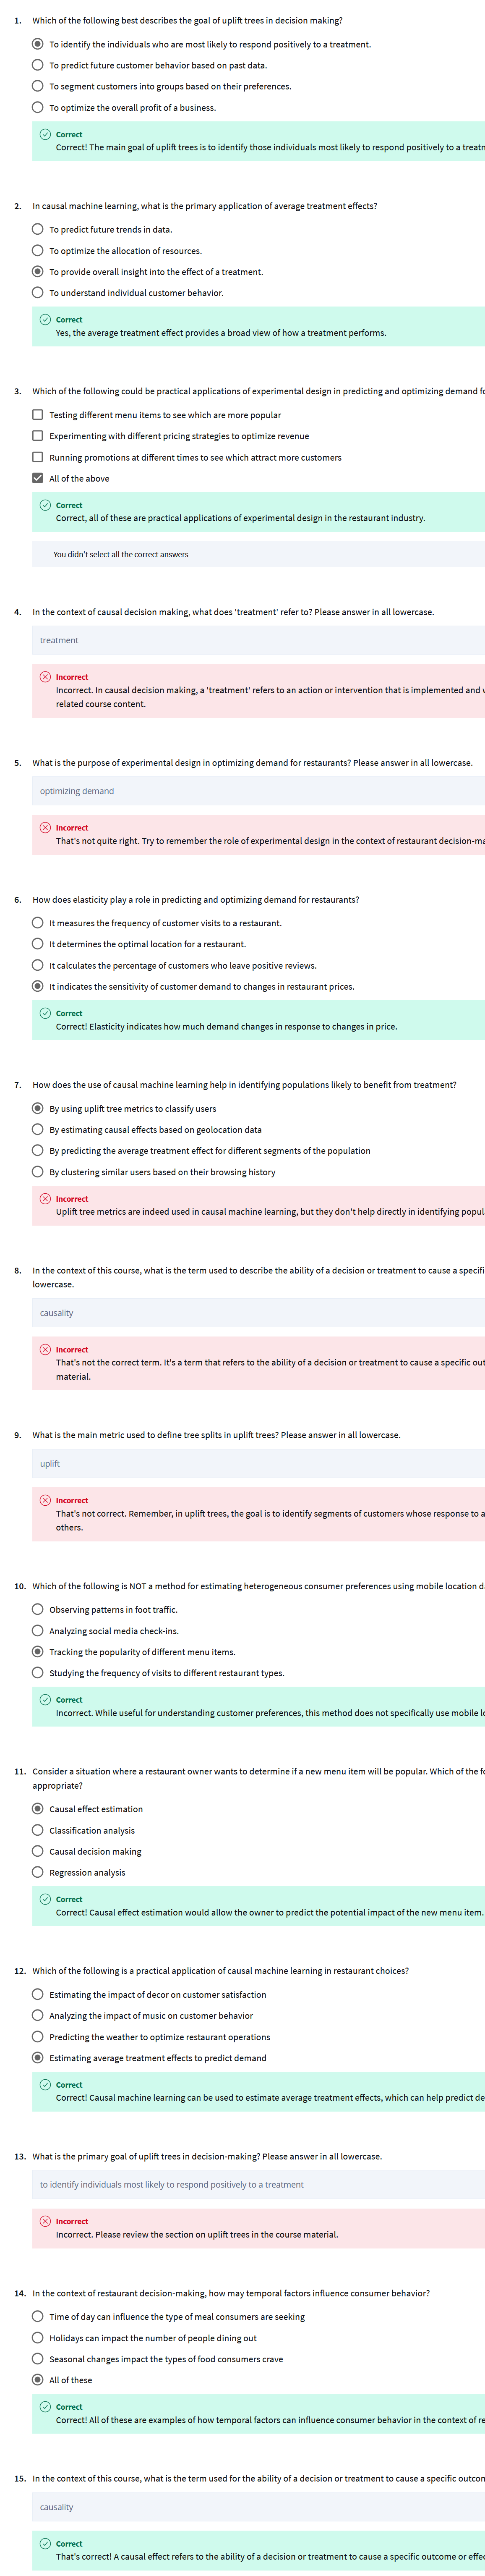 1. Which of the following best describes the goal of uplift trees in decision making?
To identify the individuals who are most likely to respond positively to a treatment.
To predict future customer behavior based on past data.
To segment customers into groups based on their preferences.
To optimize the overall profit of a business.
Correct
Correct! The main goal of uplift trees is to identify those individuals most likely to respond positively to a
2. In causal machine learning, what is the primary application of average treatment effects?
To predict future trends in data.
To optimize the allocation of resources.
To provide overall insight into the effect of a treatment.
To understand individual customer behavior.
Correct
Yes, the average treatment effect provides a broad view of how a treatment performs.
3. Which of the following could be practical applications of experimental design in predicting and optimizing demand
Testing different menu items to see which are more popular
Experimenting with different pricing strategies to optimize revenue
Running promotions at different times to see which attract more customers
All of the above
Correct
Correct, all of these are practical applications of experimental design in the restaurant industry.
You didn't select all the correct answers
4. In the context of causal decision making, what does 'treatment' refer to? Please answer in all lowercase.
treatment
Incorrect
Incorrect. In causal decision making, a 'treatment' refers to an action or intervention that is implemented and
related course content.
5. What is the purpose of experimental design in optimizing demand for restaurants? Please answer in all lowercase.
optimizing demand
Incorrect
That's not quite right. Try to remember the role of experimental design in the context of restaurant
6. How does elasticity play a role in predicting and optimizing demand for restaurants?
It measures the frequency of customer visits to a restaurant.
It determines the optimal location for a restaurant.
It calculates the percentage of customers who leave positive reviews.
It indicates the sensitivity of customer demand to changes in restaurant prices.
Correct
Correct! Elasticity indicates how much demand changes in response to changes in price.
7. How does the use of causal machine learning help in identifying populations likely to benefit from treatment?
By using uplift tree metrics to classify users
By estimating causal effects based on geolocation data
By predicting the average treatment effect for different segments of the population
By clustering similar users based on their browsing history
Incorrect
Uplift tree metrics are indeed used in causal machine learning, but they don't help directly in identifying
8. In the context of this course, what is the term used to describe the ability of a decision or treatment to cause a
lowercase.
causality
Incorrect
That's not the correct term. It's a term that refers to the ability of a decision or treatment to cause a specific
material.
9. What is the main metric used to define tree splits in uplift trees? Please answer in all lowercase.
uplift
Incorrect
That's not correct. Remember, in uplift trees, the goal is to identify segments of customers whose response to a
others.
10. Which of the following is NOT a method for estimating heterogeneous consumer preferences using mobile location
Observing patterns in foot traffic.
Analyzing social media check-ins.
Tracking the popularity of different menu items.
Studying the frequency of visits to different restaurant types.
Correct
Incorrect. While useful for understanding customer preferences, this method does not specifically use mobile
11. Consider a situation where a restaurant owner wants to determine if a new menu item will be popular. Which of the
appropriate?
Causal effect estimation
Classification analysis
Causal decision making
Regression analysis
Correct
Correct! Causal effect estimation would allow the owner to predict the potential impact of the new menu item.
12. Which of the following is a practical application of causal machine learning in restaurant choices?
Estimating the impact of decor on customer satisfaction
Analyzing the impact of music on customer behavior
Predicting the weather to optimize restaurant operations
Estimating average treatment effects to predict demand
Correct
Correct! Causal machine learning can be used to estimate average treatment effects, which can help predict
13. What is the primary goal of uplift trees in decision-making? Please answer in all lowercase.
to identify individuals most likely to respond positively to a treatment
Incorrect
Incorrect. Please review the section on uplift trees in the course material.
14. In the context of restaurant decision-making, how may temporal factors influence consumer behavior?
Time of day can influence the type of meal consumers are seeking
Holidays can impact the number of people dining out
Seasonal changes impact the types of food consumers crave
All of these
Correct
Correct! All of these are examples of how temporal factors can influence consumer behavior in the context of
15. In the context of this course, what is the term used for the ability of a decision or treatment to cause a specific
causality
Correct
That's correct! A causal effect refers to the ability of a decision or treatment to cause a specific outcome or